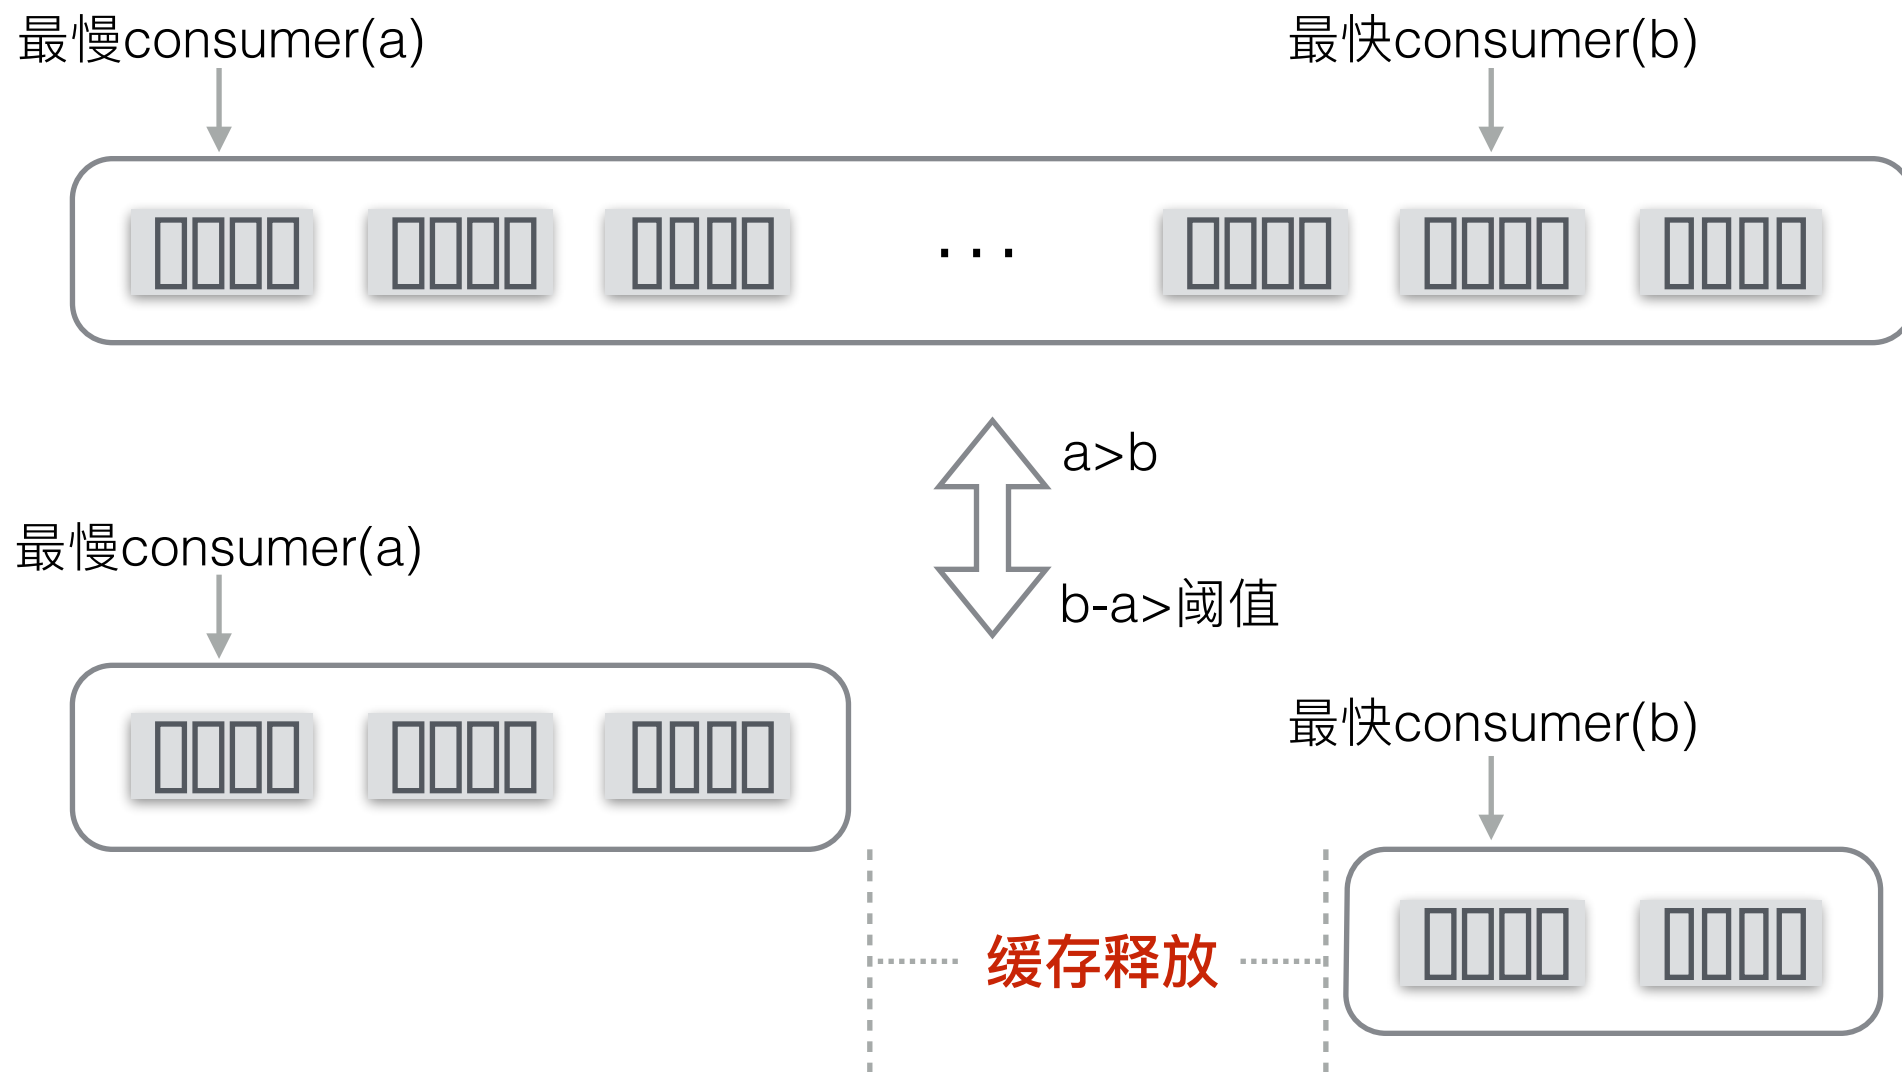 最慢consumer(a)
最快consumer(b)
...
a>b
b-a>阈值
最慢consumer(a)
最快consumer(b)
缓存释放